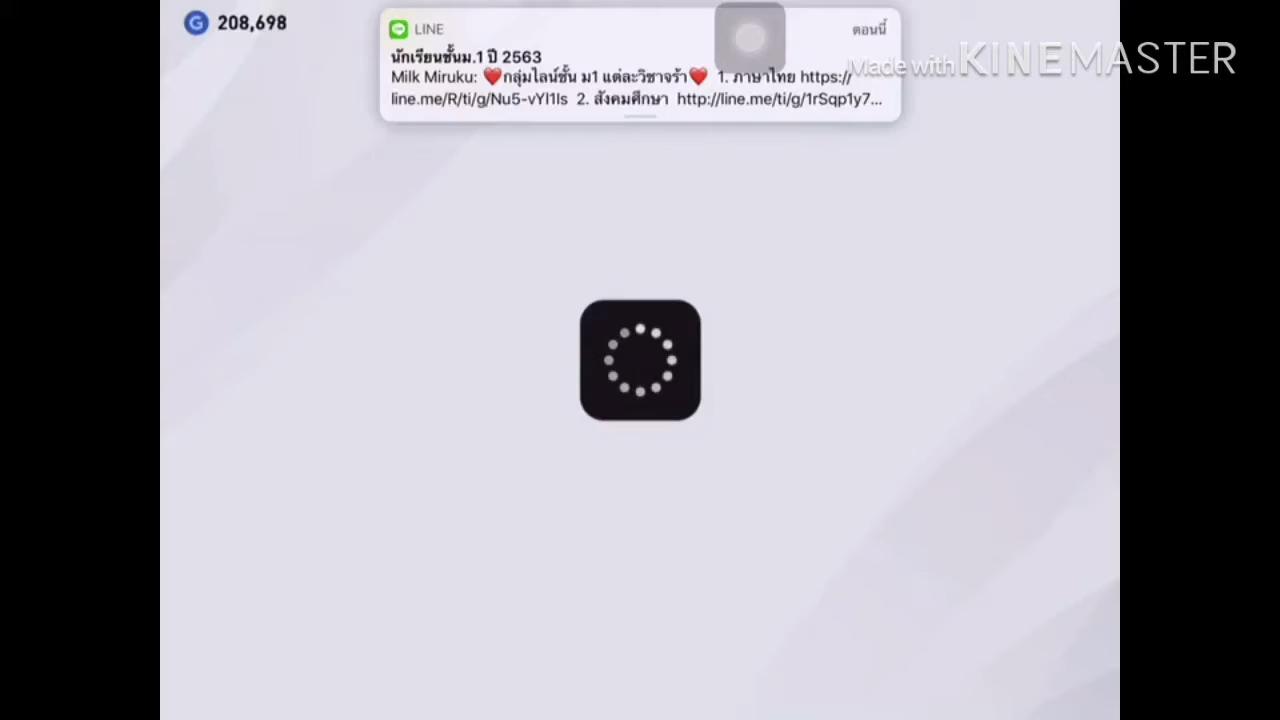 G 208,698
LINE
ตอนนี้
Made with KINEMASTER
นักเรียนชั้นม.1 ปี 2563
Milk Miruku: ❤️กลุ่มไลน์ชั้น ม1 แต่ละวิชาจร้า❤️ 1. ภาษาไทย https://
line.me/R/ti/g/Nu5-vYl1Is 2. สังคมศึกษา http://line.me/ti/g/1rSqp1y7...